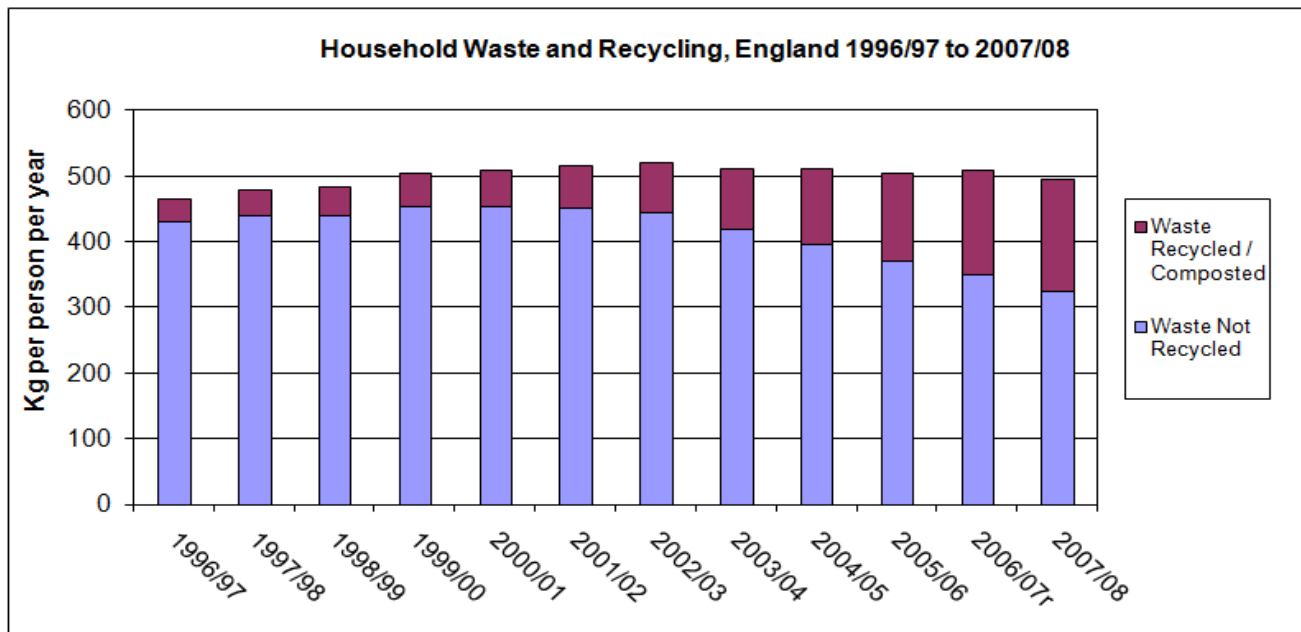 Household Waste and Recycling, England 1996/97 to 2007/08
Kg per person per year
600
500
400
300
200
100
0
1996/97
1997/98
1998/99
1999/00
2000/01
2001/02
2002/03
2003/04
2004/05
2005/06
2006/07r
2007/08
Waste
Recycled /
Composted
Waste Not
Recycled